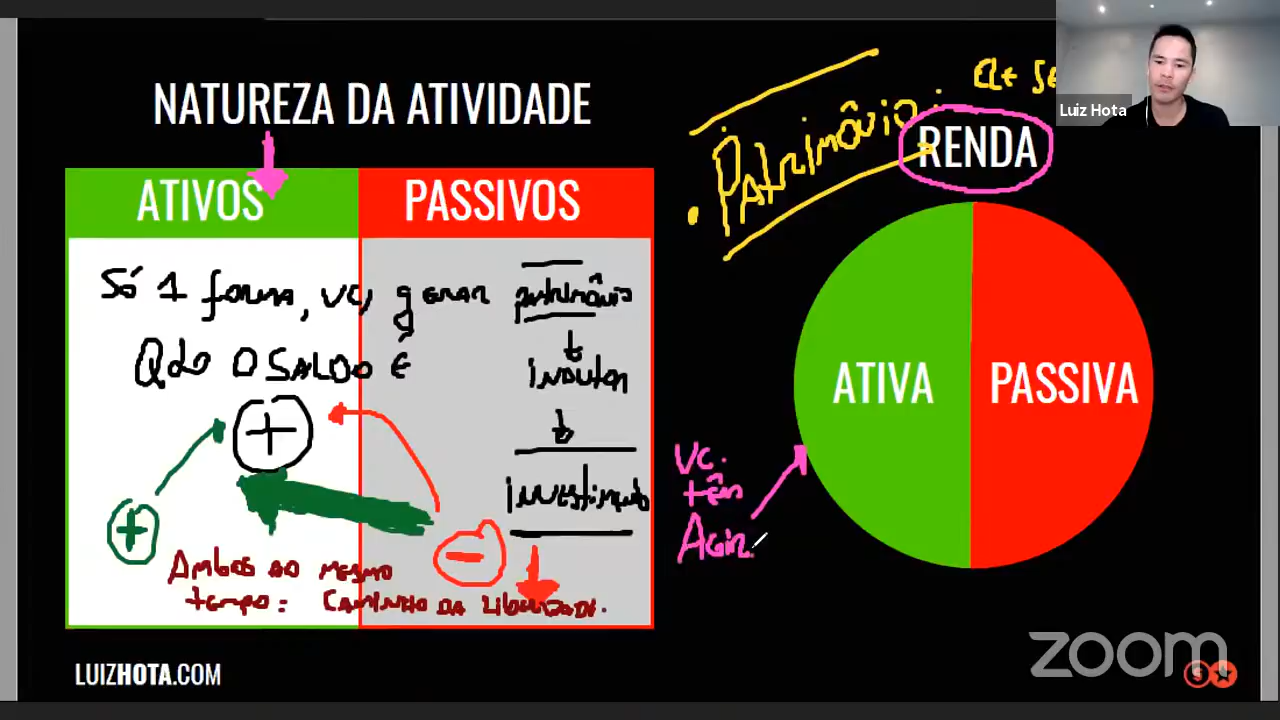 NATUREZA DA ATIVIDADE
ATIVOS
PASSIVOS
Só 1 forma, vc, gerar patrimônio
Qdo O SALDO É
+
+
-
investimento
Ambos ao mesmo
tempo: Caminho da liberdade.
Patrimônio:
RENDA
ATIVA
PASSIVA
Vc.
têm
Agir.
Luiz Hota
LUIZHOTA.COM
zoom